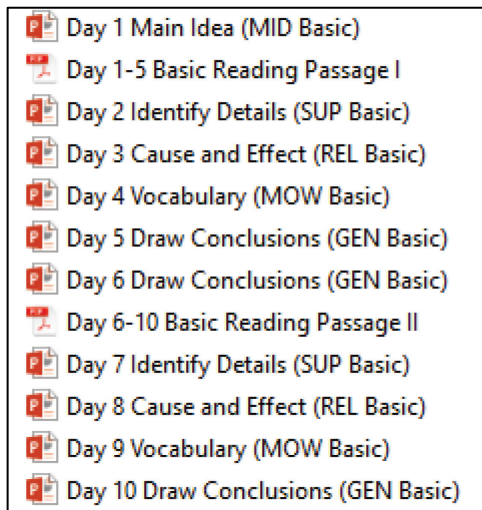 Day 1 Main Idea (MID Basic)
Day 1-5 Basic Reading Passage I
Day 2 Identify Details (SUP Basic)
Day 3 Cause and Effect (REL Basic)
Day 4 Vocabulary (MOW Basic)
Day 5 Draw Conclusions (GEN Basic)
Day 6 Draw Conclusions (GEN Basic)
Day 6-10 Basic Reading Passage II
Day 7 Identify Details (SUP Basic)
Day 8 Cause and Effect (REL Basic)
Day 9 Vocabulary (MOW Basic)
Day 10 Draw Conclusions (GEN Basic)